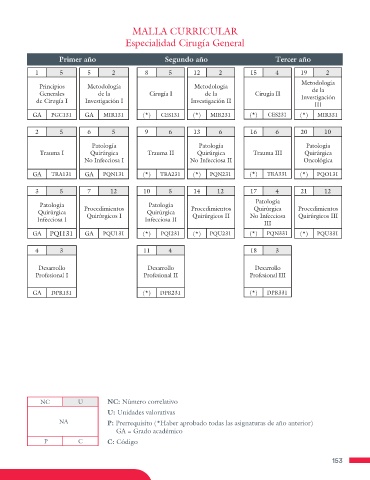 MALLA CURRICULAR
Especialidad Cirugía General
Primer año Segundo año Tercer año
1 5 5 2 8 5 12 2 15 4 19 2
Principios Generales de Cirugía I
Metodología de la Investigación I
Cirugía I
Metodología de la Investigación II
Cirugía II
Metodología de la Investigación III
GA PGC131 GA MIR131 (*) CES131 (*) MIR231 (*) CES231 (*) MIR331
2 5 6 5 9 6 13 6 16 6 20 10
Trauma I
Patología Quirúrgica No Infecciosa I
Trauma II
Patología Quirúrgica No Infecciosa II
Trauma III
Patología Quirúrgica Oncológica
GA TRA131 GA PQN131 (*) TRA231 (*) PQN231 (*) TRA331 (*) PQO131
3 5 7 12 10 5 14 12 17 4 21 12
Patología Quirúrgica Infecciosa I
Procedimientos Quirúrgicos I
Patología Quirúrgica Infecciosa II
Procedimientos Quirúrgicos II
Patología Quirúrgica No Infecciosa III
Procedimientos Quirúrgicos III
GA PQI131 GA PQU131 (*) PQI231 (*) PQU231 (*) PQN331 (*) PQU331
4 3 11 4 18 3
Desarrollo Profesional I
Desarrollo Profesional II
Desarrollo Profesional III
GA DPR131 (*) DPR231 (*) DPR331
NC U
NA
P C
NC: Número correlativo
U: Unidades valorativas
P: Prerrequisito (*Haber aprobado todas las asignaturas de año anterior)
GA = Grado académico
C: Código
153